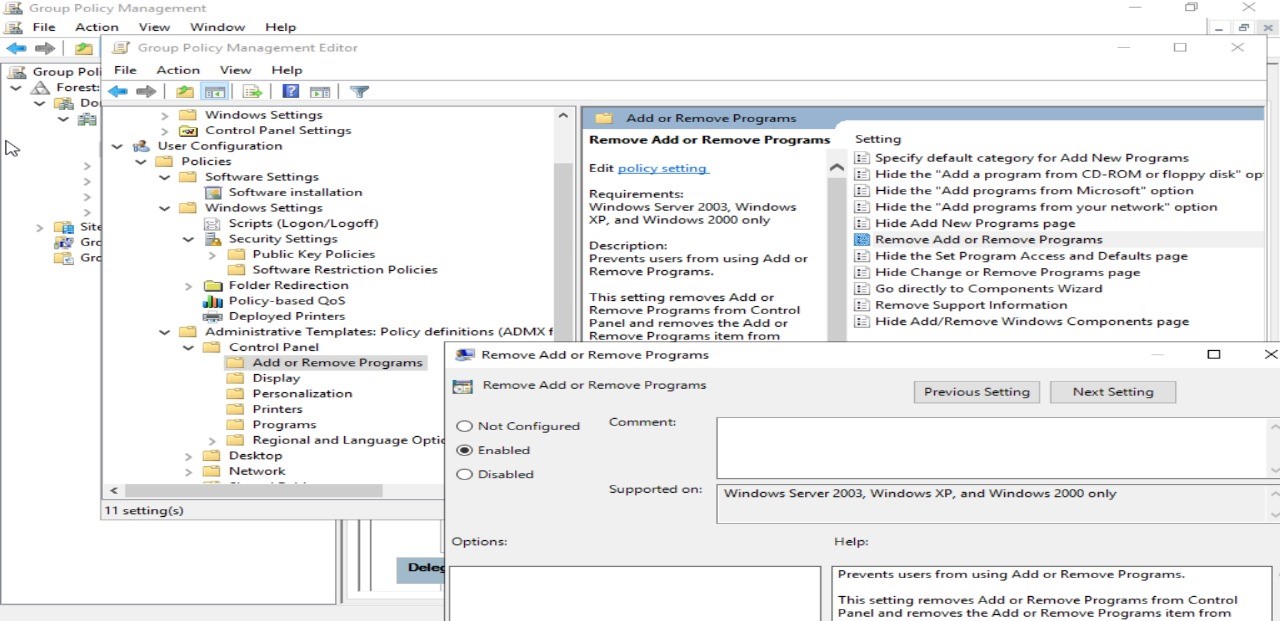 Group Policy Management
File Action View Window Help
Group Policy Management Editor
File Action View Help
Group Poli
Forest:
Do
Site
Gro
Gro
Windows Settings
Control Panel Settings
User Configuration
Policies
Software Settings
Software installation
Windows Settings
Scripts (Logon/Logoff)
Security Settings
Public Key Policies
Software Restriction Policies
Folder Redirection
Policy-based QoS
Deployed Printers
Administrative Templates: Policy definitions (ADMX f
Control Panel
Add or Remove Programs
Display
Personalization
Printers
Programs
Regional and Language Optio
Desktop
Network
11 setting(s)
Add or Remove Programs
Remove Add or Remove Programs
Edit policy setting
Requirements:
Windows Server 2003, Windows
XP, and Windows 2000 only
Description:
Prevents users from using Add or
Remove Programs.
This setting removes Add or
Remove Programs from Control
Panel and removes the Add or
Remove Programs item from
Setting
Specify default category for Add New Programs
Hide the "Add a program from CD-ROM or floppy disk" op
Hide the "Add programs from Microsoft" option
Hide the "Add programs from your network" option
Hide Add New Programs page
Remove Add or Remove Programs
Hide the Set Program Access and Defaults page
Hide Change or Remove Programs page
Go directly to Components Wizard
Remove Support Information
Hide Add/Remove Windows Components page
Remove Add or Remove Programs
Remove Add or Remove Programs
Previous Setting Next Setting
Not Configured
Enabled
Disabled
Comment:
Supported on:
Windows Server 2003, Windows XP, and Windows 2000 only
Options:
Help:
Deleg
Prevents users from using Add or Remove Programs.
This setting removes Add or Remove Programs from Control
Panel and removes the Add or Remove Programs item from